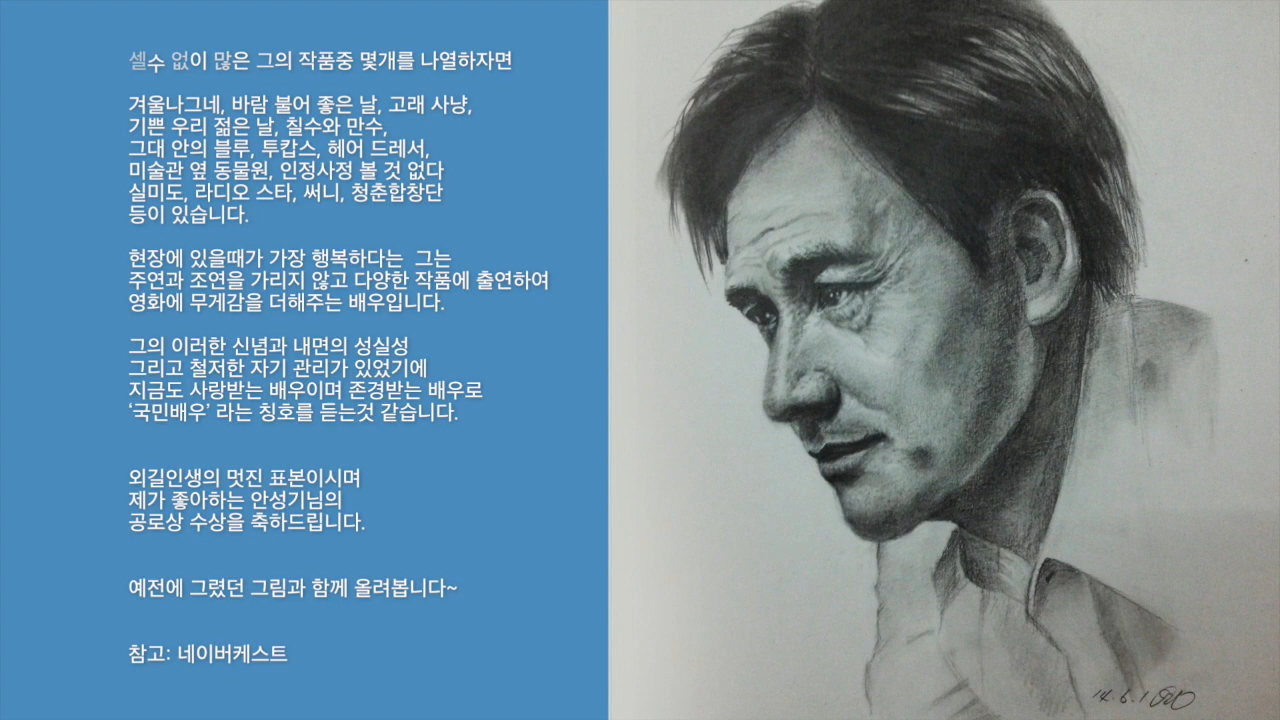 셀수 없이 많은 그의 작품중 몇개를 나열하자면
겨울나그네, 바람 불어 좋은 날, 고래 사냥,
기쁜 우리 젊은 날, 칠수와 만수,
그대 안의 블루, 투캅스, 헤어 드레서,
미술관 옆 동물원, 인정사정 볼 것 없다
실미도, 라디오 스타, 써니, 청춘합창단
등이 있습니다.
현장에 있을때가 가장 행복하다는 그는
주연과 조연을 가리지 않고 다양한 작품에 출연하여
영화에 무게감을 더해주는 배우입니다.
그의 이러한 신념과 내면의 성실성
그리고 철저한 자기 관리가 있었기에
지금도 사랑받는 배우이며 존경받는 배우로
‘국민배우’ 라는 칭호를 듣는것 같습니다.
외길인생의 멋진 표본이시며
제가 좋아하는 안성기님의
공로상 수상을 축하드립니다.
예전에 그렸던 그림과 함께 올려봅니다~
참고: 네이버케스트
14.6.1